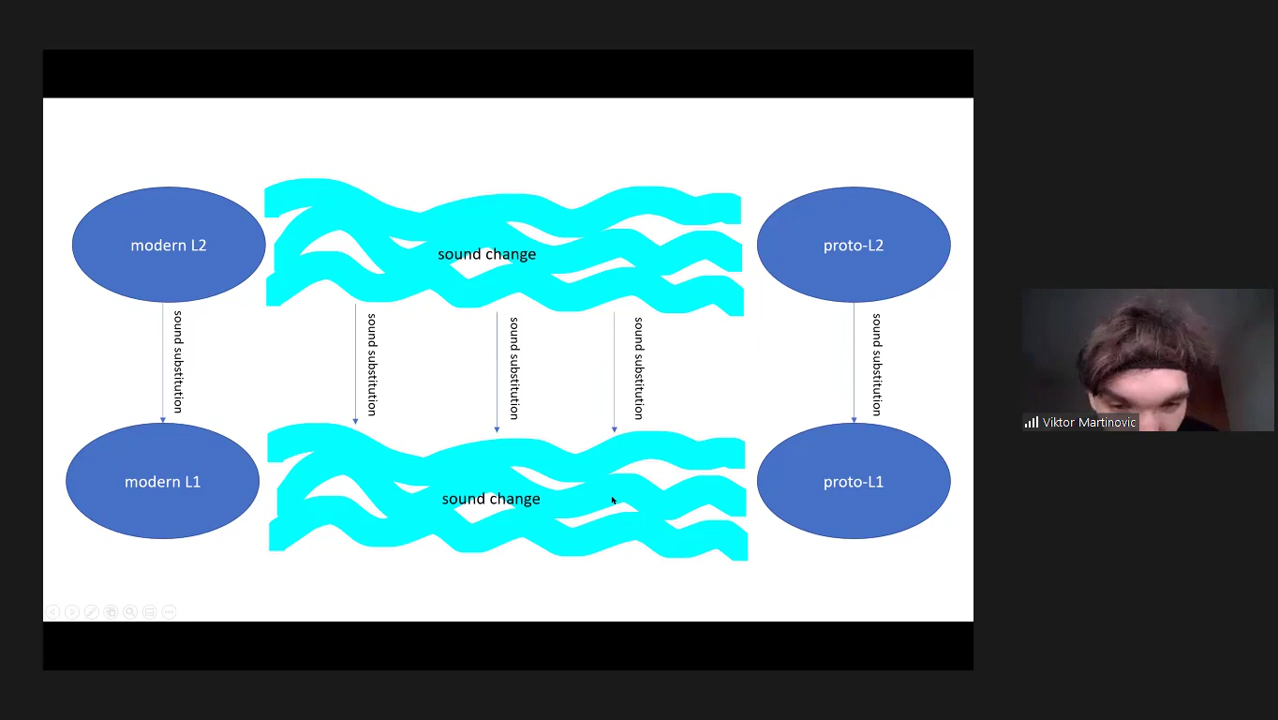 modern L2
sound change
proto-L2
sound substitution
sound substitution
sound substitution
sound substitution
sound substitution
modern L1
sound change
proto-L1
Viktor Martinovic